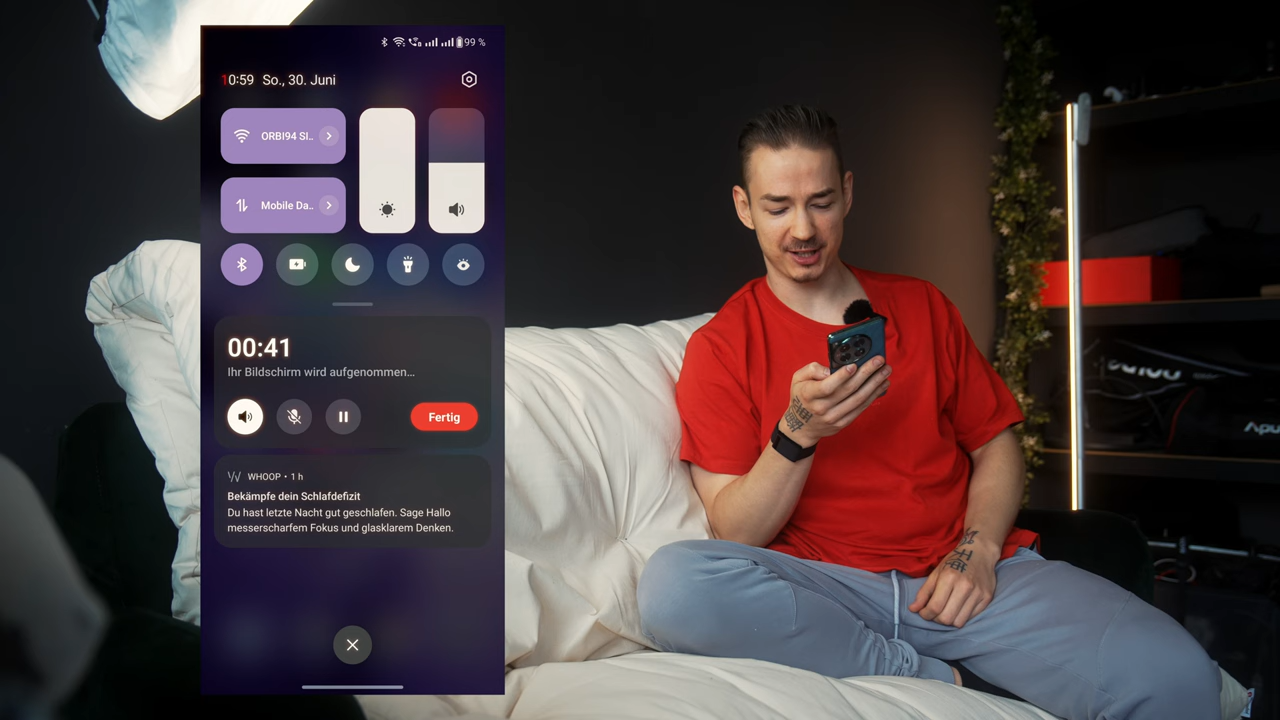 99 %
10:59 So., 30. Juni
ORBI94 SI..
Mobile Da..
00:41
Ihr Bildschirm wird aufgenommen...
Fertig
WHOOP • 1 h
Bekämpfe dein Schlafdefizit
Du hast letzte Nacht gut geschlafen. Sage Hallo
messerscharfem Fokus und glasklarem Denken.
Apu